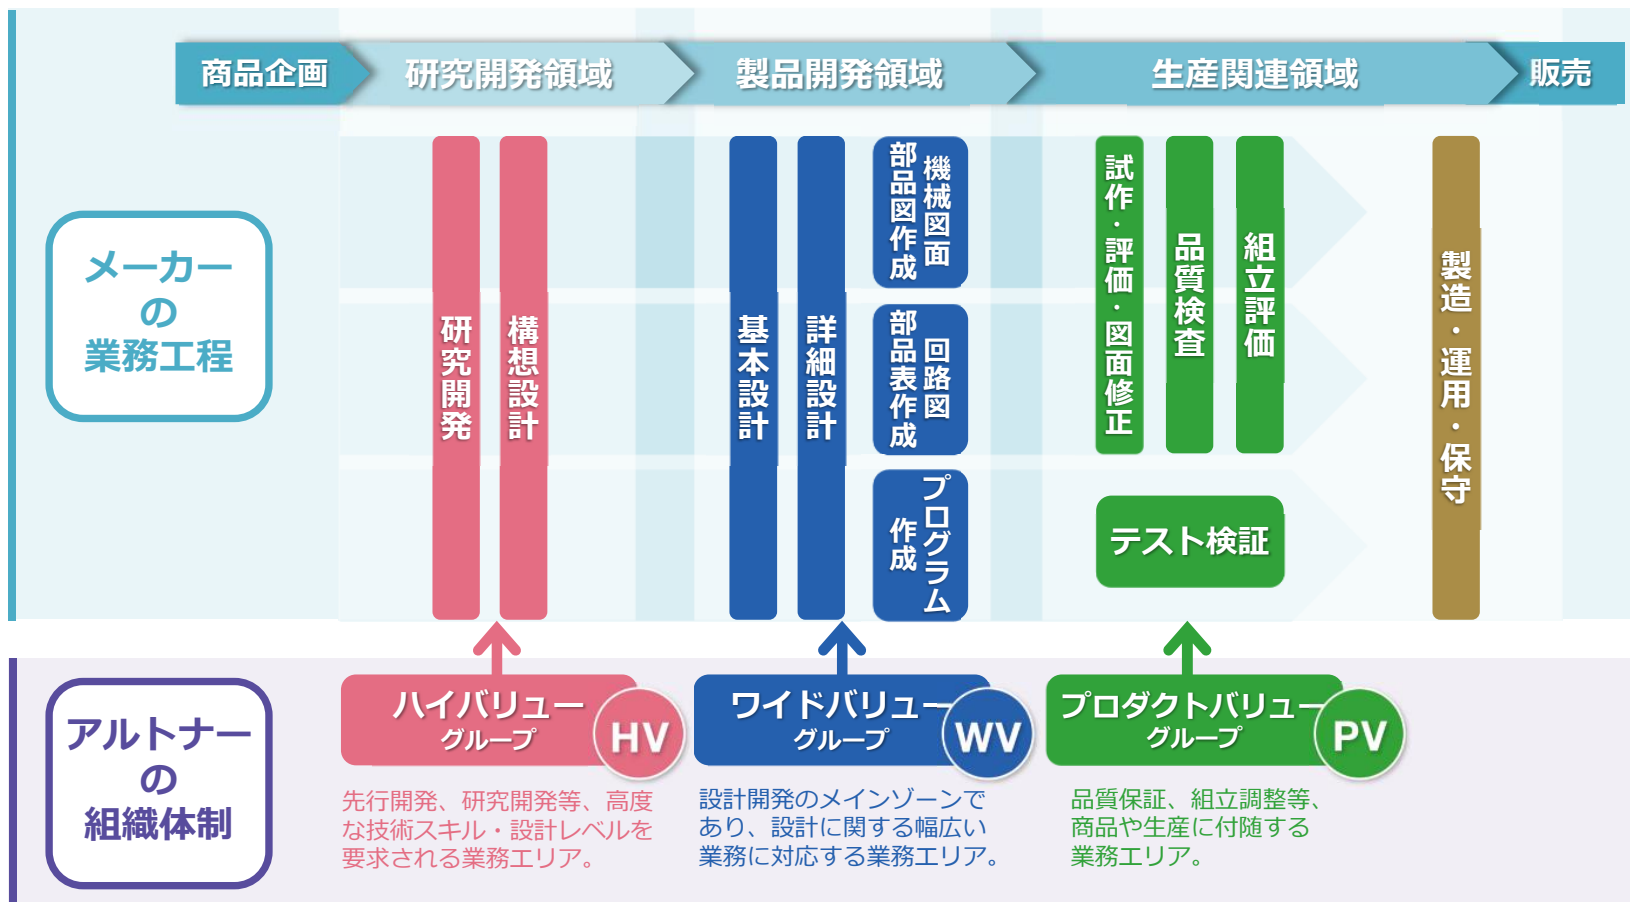 商品企画
研究開発領域
製品開発領域
生産関連領域
販売
メーカー
の
業務工程
研究開発
構想設計
基本設計
詳細設計
機械図面
部品図作成
回路図
部品表作成
プログラム
作成
試作・評価・図面修正
品質検査
組立評価
テスト検証
製造・運用・保守
アルトナー
の
組織体制
ハイバリュー
グループ
HV
先行開発、研究開発等、高度
な技術スキル・設計レベルを
要求される業務エリア。
ワイドバリュー
グループ
WV
設計開発のメインゾーンで
あり、設計に関する幅広い
業務に対応する業務エリア。
プロダクトバリュー
グループ
PV
品質保証、組立調整等、
商品や生産に付随する
業務エリア。